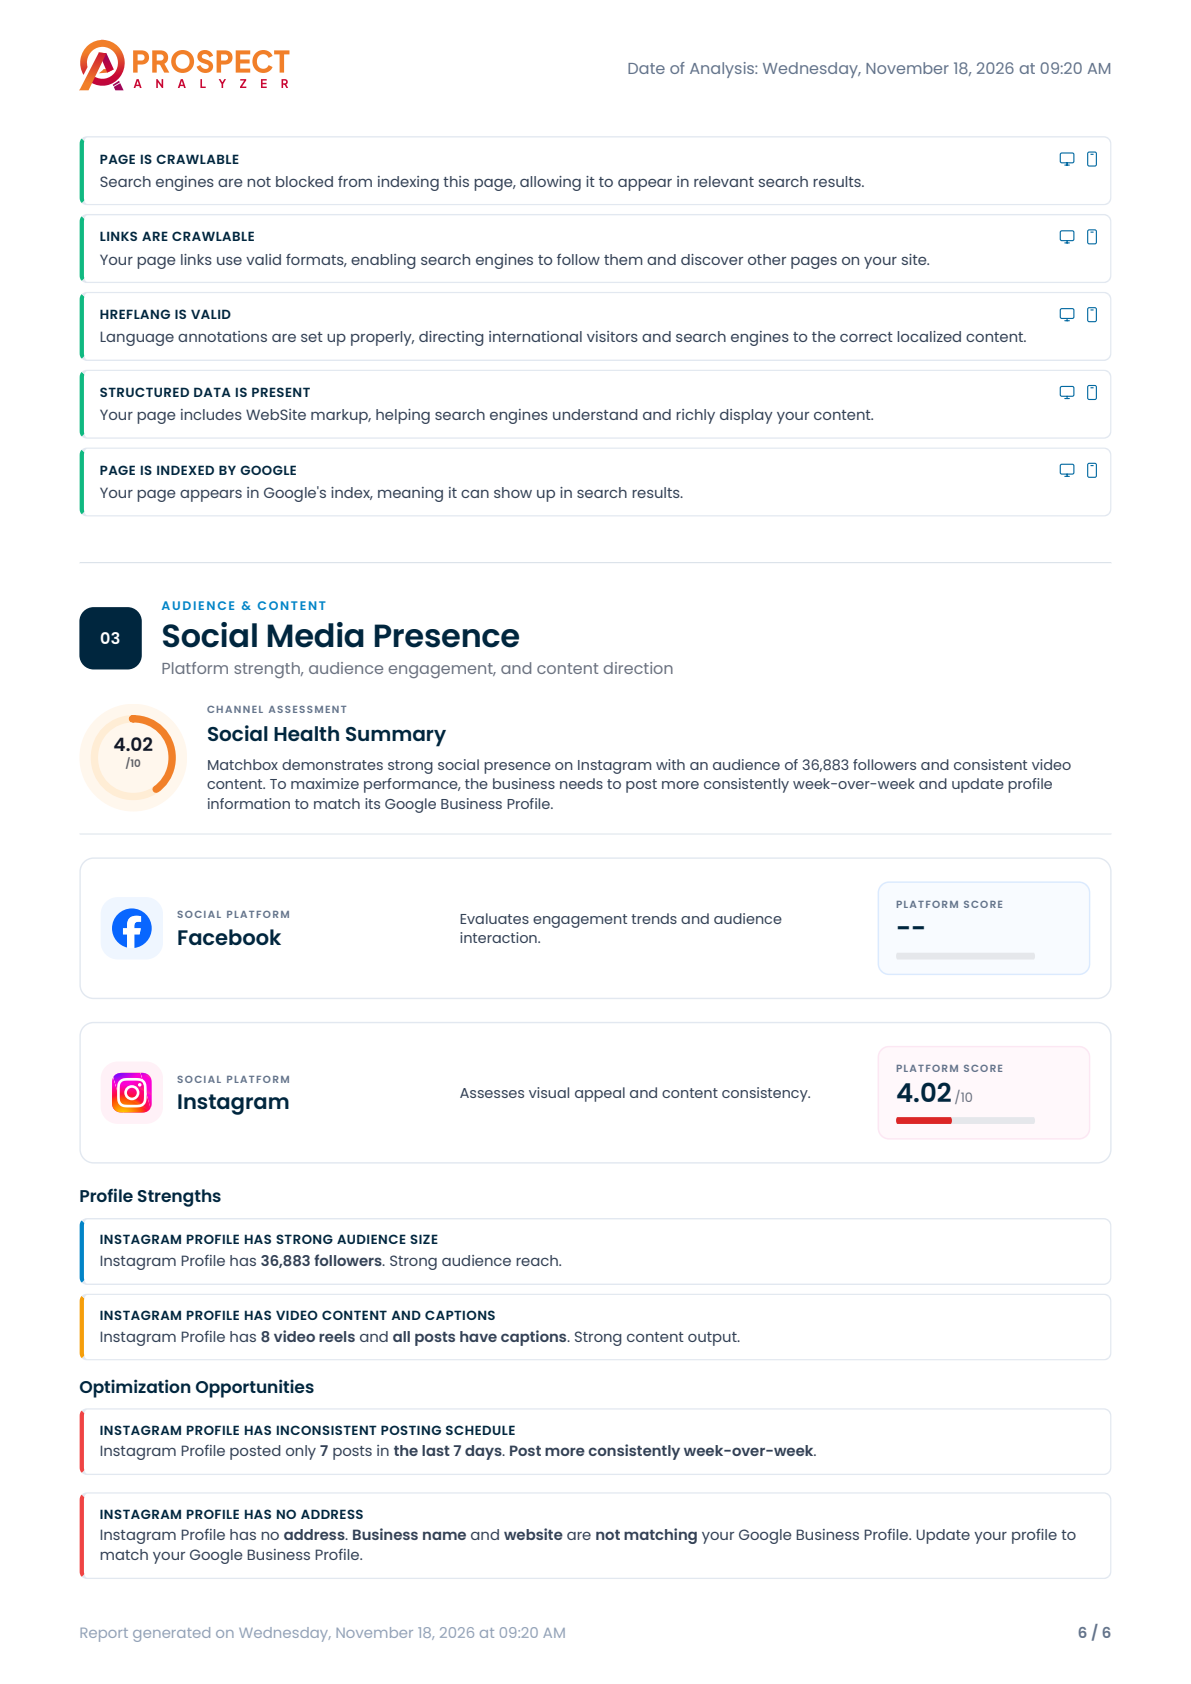 PROSPECT
ANALYZER
Date of Analysis: Wednesday, November 18, 2026 at 09:20 AM
PAGE IS CRAWLABLE
Search engines are not blocked from indexing this page, allowing it to appear in relevant search results.
LINKS ARE CRAWLABLE
Your page links use valid formats, enabling search engines to follow them and discover other pages on your site.
HREFLANG IS VALID
Language annotations are set up properly, directing international visitors and search engines to the correct localized content.
STRUCTURED DATA IS PRESENT
Your page includes WebSite markup, helping search engines understand and richly display your content.
PAGE IS INDEXED BY GOOGLE
Your page appears in Google's index, meaning it can show up in search results.
03
AUDIENCE & CONTENT
Social Media Presence
Platform strength, audience engagement, and content direction
4.02
/10
CHANNEL ASSESSMENT
Social Health Summary
Matchbox demonstrates strong social presence on Instagram with an audience of 36,883 followers and consistent video
content. To maximize performance, the business needs to post more consistently week-over-week and update profile
information to match its Google Business Profile.
SOCIAL PLATFORM
Facebook
Evaluates engagement trends and audience
interaction.
PLATFORM SCORE
--
SOCIAL PLATFORM
Instagram
Assesses visual appeal and content consistency.
PLATFORM SCORE
4.02 /10
Profile Strengths
INSTAGRAM PROFILE HAS STRONG AUDIENCE SIZE
Instagram Profile has 36,883 followers. Strong audience reach.
INSTAGRAM PROFILE HAS VIDEO CONTENT AND CAPTIONS
Instagram Profile has 8 video reels and all posts have captions. Strong content output.
Optimization Opportunities
INSTAGRAM PROFILE HAS INCONSISTENT POSTING SCHEDULE
Instagram Profile posted only 7 posts in the last 7 days. Post more consistently week-over-week.
INSTAGRAM PROFILE HAS NO ADDRESS
Instagram Profile has no address. Business name and website are not matching your Google Business Profile. Update your profile to
match your Google Business Profile.
Report generated on Wednesday, November 18, 2026 at 09:20 AM
6 / 6